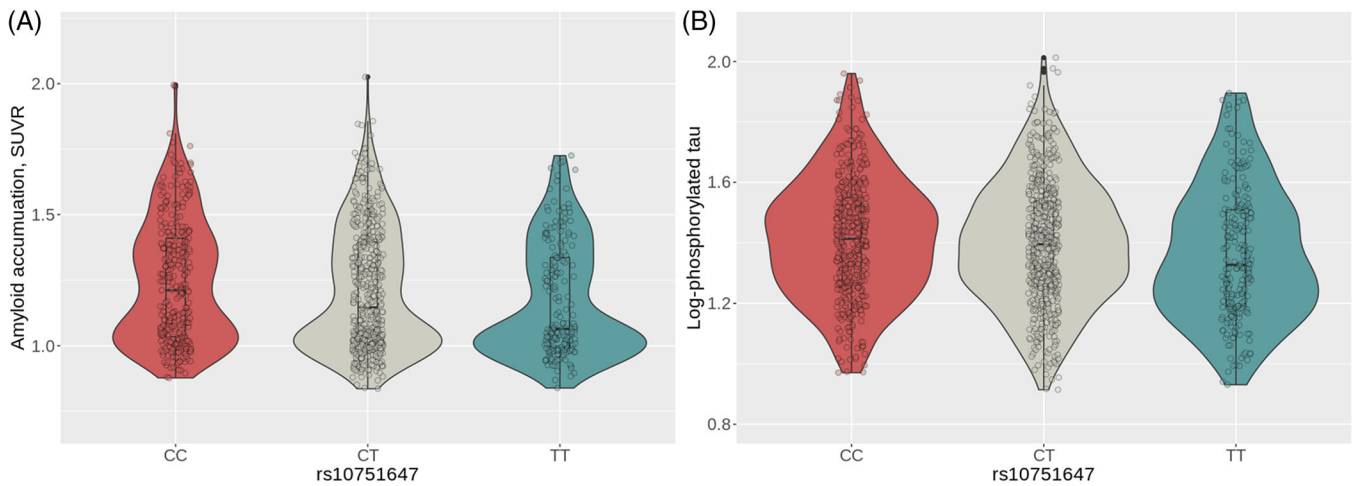 (A)
Amyloid accumuation, SUVR
2.0
1.5
1.0
CC CT TT
rs10751647
(B)
Log-phosphorylated tau
2.0
1.6
1.2
0.8
CC CT TT
rs10751647